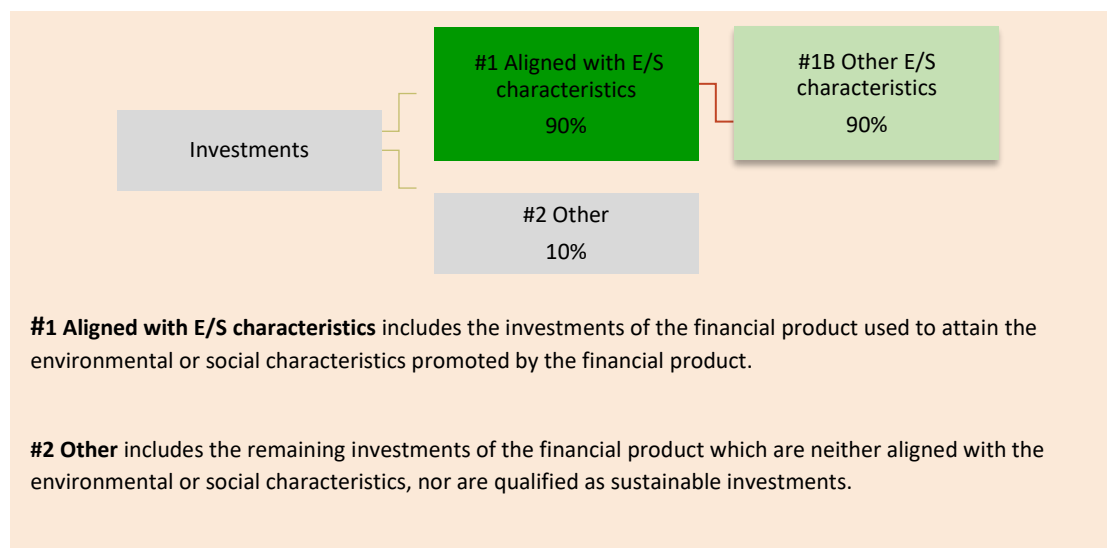 #1 Aligned with E/S
characteristics
90%
#1B Other E/S
characteristics
90%
Investments
#2 Other
10%
#1 Aligned with E/S characteristics includes the investments of the financial product used to attain the
environmental or social characteristics promoted by the financial product.
#2 Other includes the remaining investments of the financial product which are neither aligned with the
environmental or social characteristics, nor are qualified as sustainable investments.